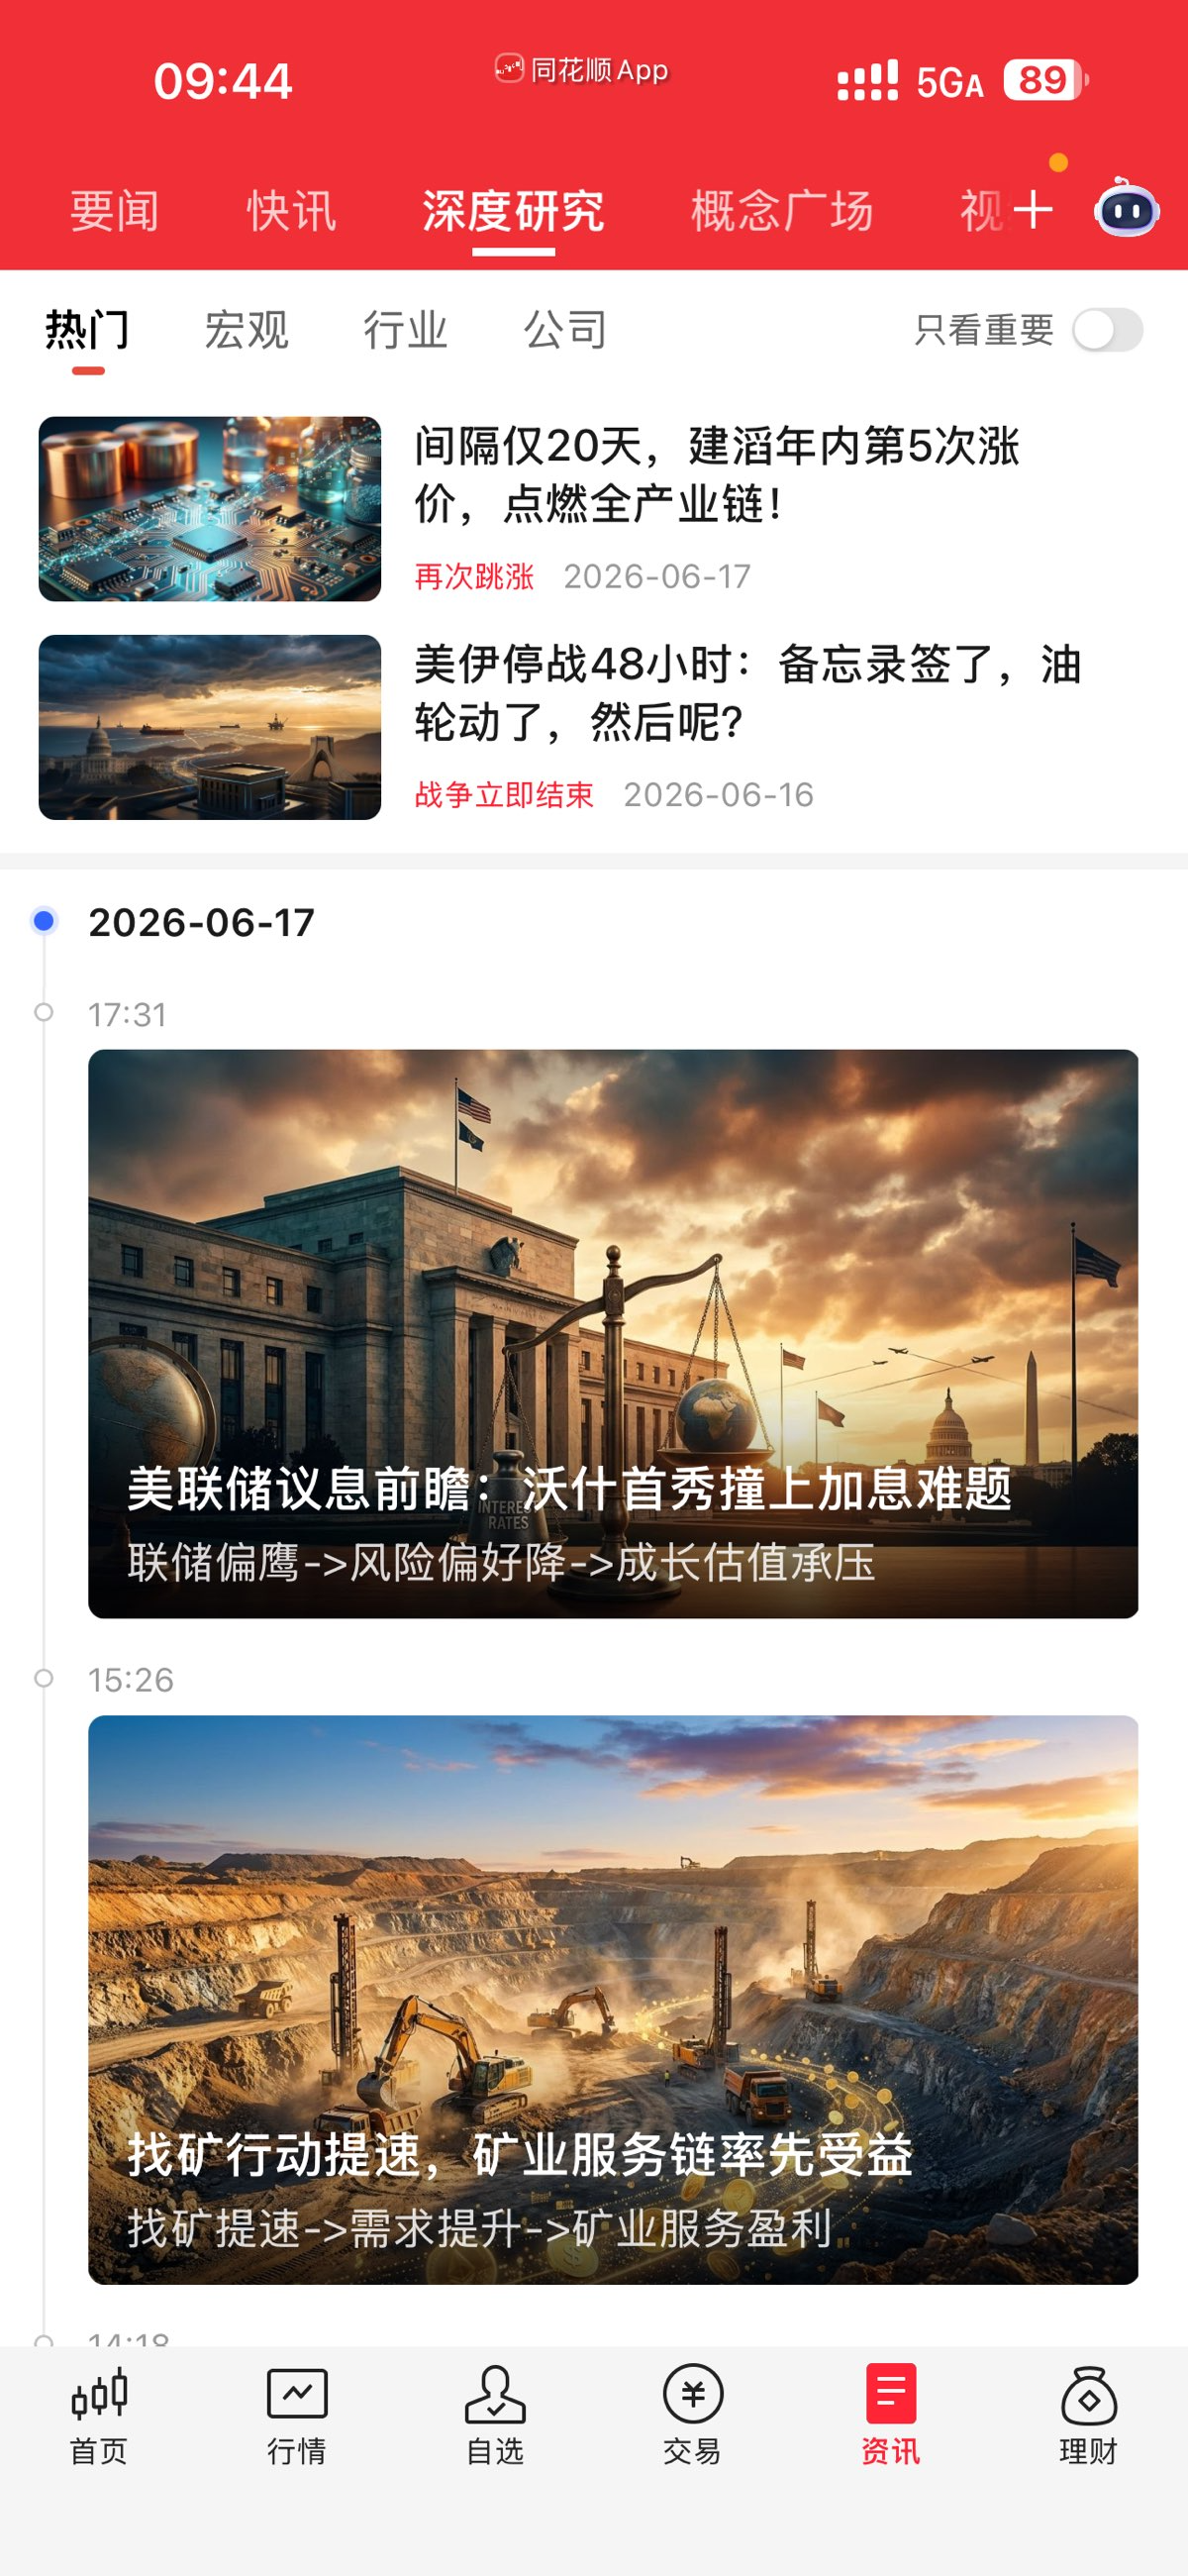 09:44
同花顺App
5GA
89
要闻
快讯
深度研究
概念广场
视
热门
宏观
行业
公司
只看重要
间隔仅20天，建滔年内第5次涨
价，点燃全产业链！
再次跳涨 2026-06-17
美伊停战48小时：备忘录签了，油
轮动了，然后呢?
战争立即结束 2026-06-16
2026-06-17
17:31
INTEREST
RATES
美联储议息前瞻：沃什首秀撞上加息难题
联储偏鹰->风险偏好降->成长估值承压
15:26
找矿行动提速，矿业服务链率先受益
找矿提速->需求提升->矿业服务盈利
14:18
首页
行情
自选
交易
资讯
理财